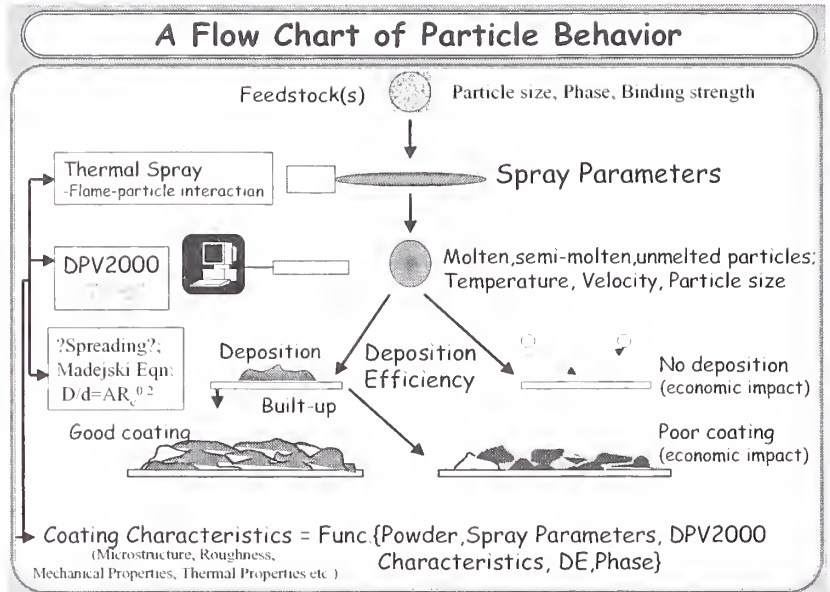 A Flow Chart of Particle Behavior
Feedstock(s)
Particle size, Phase, Binding strength
Thermal Spray
-Flame-particle interaction
Spray Parameters
DPV2000
Molten,semi-molten,unmelted particles;
Temperature, Velocity, Particle size
?Spreading?;
Madejski Eqn:
D/d=ARe^0.2
Deposition
Deposition
Efficiency
No deposition
(economic impact)
Built-up
Good coating
Poor coating
(economic impact)
Coating Characteristics = Func.{Powder,Spray Parameters, DPV2000
Characteristics, DE,Phase}
(Microstructure, Roughness,
Mechanical Properties, Thermal Properties etc.)